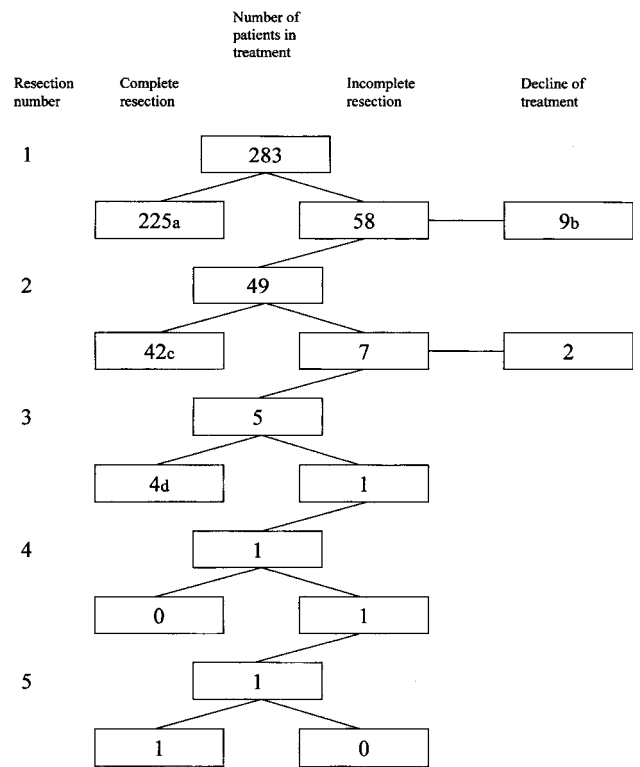 Number of
patients in
treatment
Resection
number
Complete
resection
Incomplete
resection
Decline of
treatment
1
283
225a
58
9b
2
49
42c
7
2
3
5
4d
1
4
1
0
1
5
1
1
0